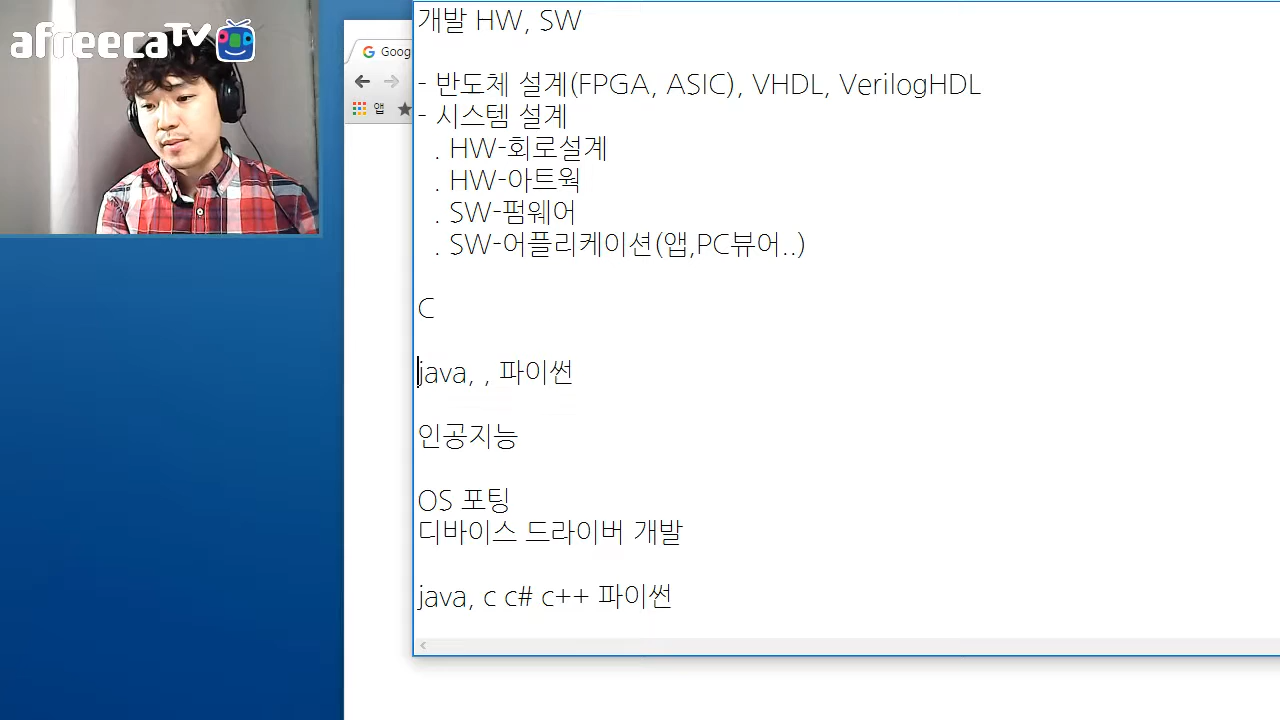 afreecaTV
Goog
앱
개발 HW, SW
- 반도체 설계(FPGA, ASIC), VHDL, VerilogHDL
- 시스템 설계
. HW-회로설계
. HW-아트웍
. SW-펌웨어
. SW-어플리케이션(앱,PC뷰어..)
C
java, , 파이썬
인공지능
OS 포팅
디바이스 드라이버 개발
java, c c# c++ 파이썬